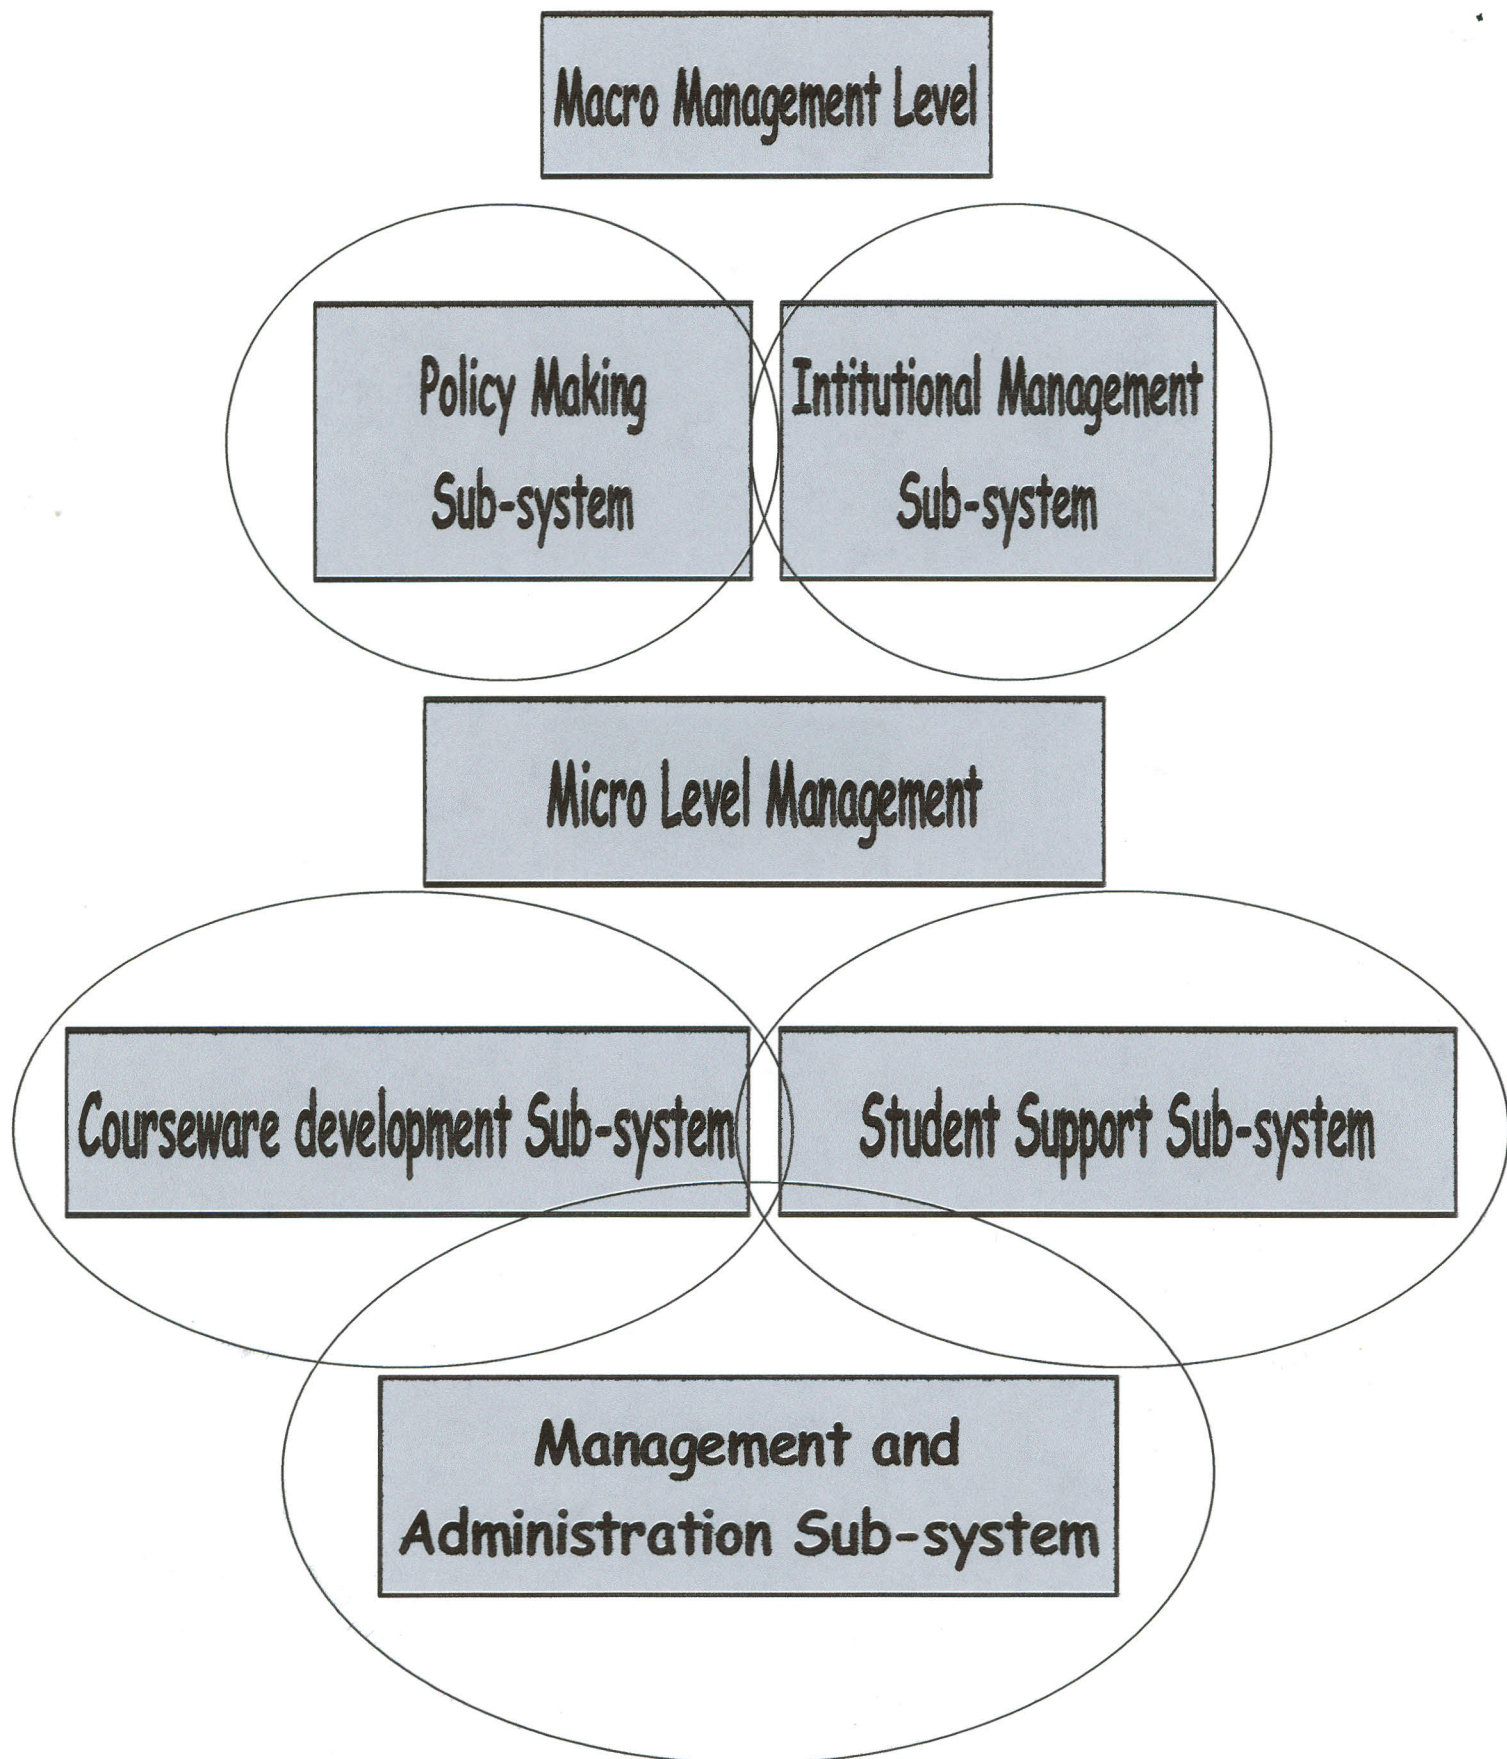 Macro Management Level
Policy Making
Sub-system
Intitutional Management
Sub-system
Micro Level Management
Courseware development Sub-system
Student Support Sub-system
Management and
Administration Sub-system